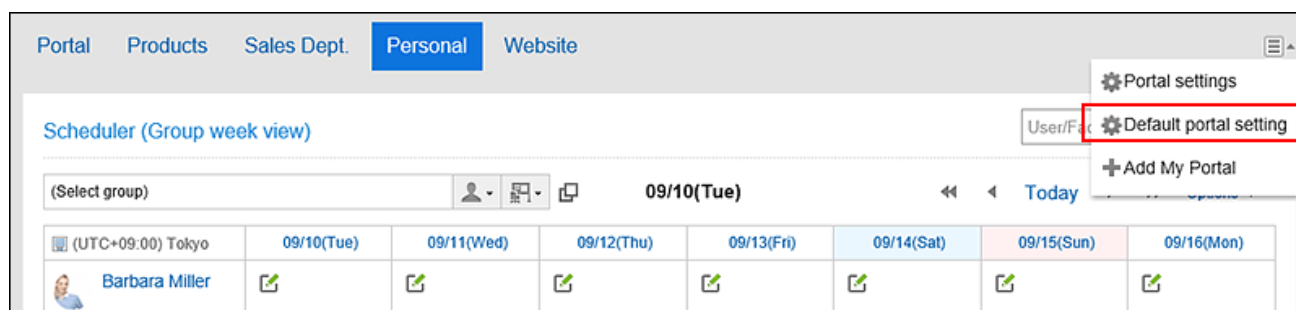 Portal Products Sales Dept. Personal Website
Portal settings
Default portal setting
Add My Portal
Scheduler (Group week view)
(Select group) 09/10(Tue) Today
(UTC+09:00) Tokyo 09/10(Tue) 09/11(Wed) 09/12(Thu) 09/13(Fri) 09/14(Sat) 09/15(Sun) 09/16(Mon)
Barbara Miller